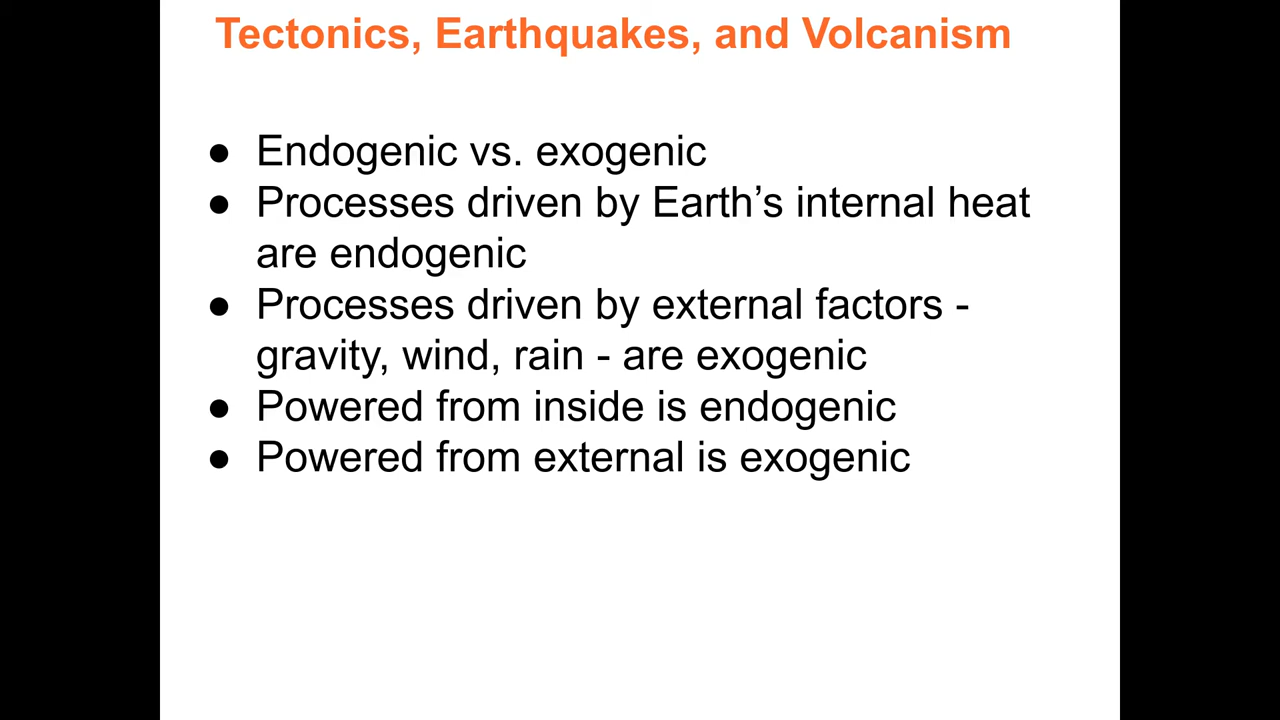 Tectonics, Earthquakes, and Volcanism
● Endogenic vs. exogenic
● Processes driven by Earth’s internal heat
are endogenic
● Processes driven by external factors -
gravity, wind, rain - are exogenic
● Powered from inside is endogenic
● Powered from external is exogenic